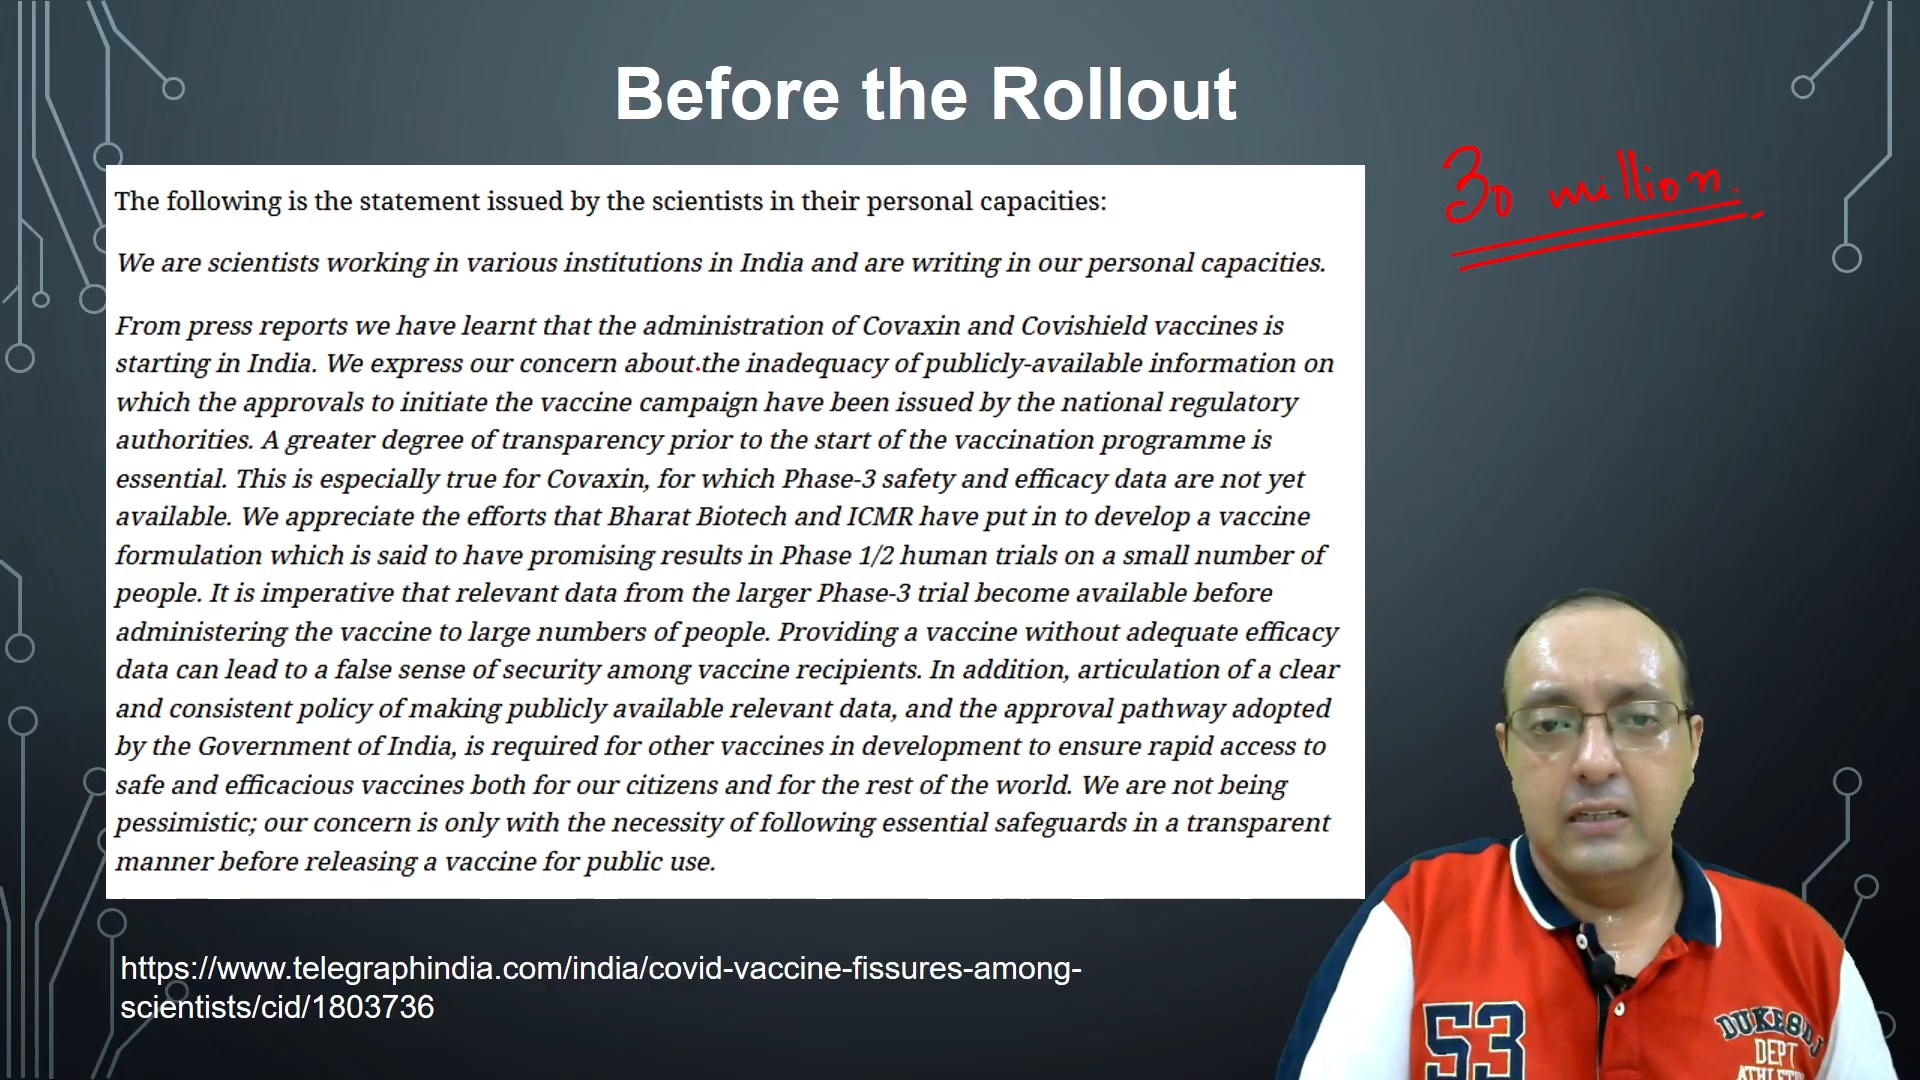 Before the Rollout
30 million.
The following is the statement issued by the scientists in their personal capacities:
We are scientists working in various institutions in India and are writing in our personal capacities.
From press reports we have learnt that the administration of Covaxin and Covishield vaccines is
starting in India. We express our concern about the inadequacy of publicly-available information on
which the approvals to initiate the vaccine campaign have been issued by the national regulatory
authorities. A greater degree of transparency prior to the start of the vaccination programme is
essential. This is especially true for Covaxin, for which Phase-3 safety and efficacy data are not yet
available. We appreciate the efforts that Bharat Biotech and ICMR have put in to develop a vaccine
formulation which is said to have promising results in Phase 1/2 human trials on a small number of
people. It is imperative that relevant data from the larger Phase-3 trial become available before
administering the vaccine to large numbers of people. Providing a vaccine without adequate efficacy
data can lead to a false sense of security among vaccine recipients. In addition, articulation of a clear
and consistent policy of making publicly available relevant data, and the approval pathway adopted
by the Government of India, is required for other vaccines in development to ensure rapid access to
safe and efficacious vaccines both for our citizens and for the rest of the world. We are not being
pessimistic; our concern is only with the necessity of following essential safeguards in a transparent
manner before releasing a vaccine for public use.
https://www.telegraphindia.com/india/covid-vaccine-fissures-among-
scientists/cid/1803736
53
DEPT